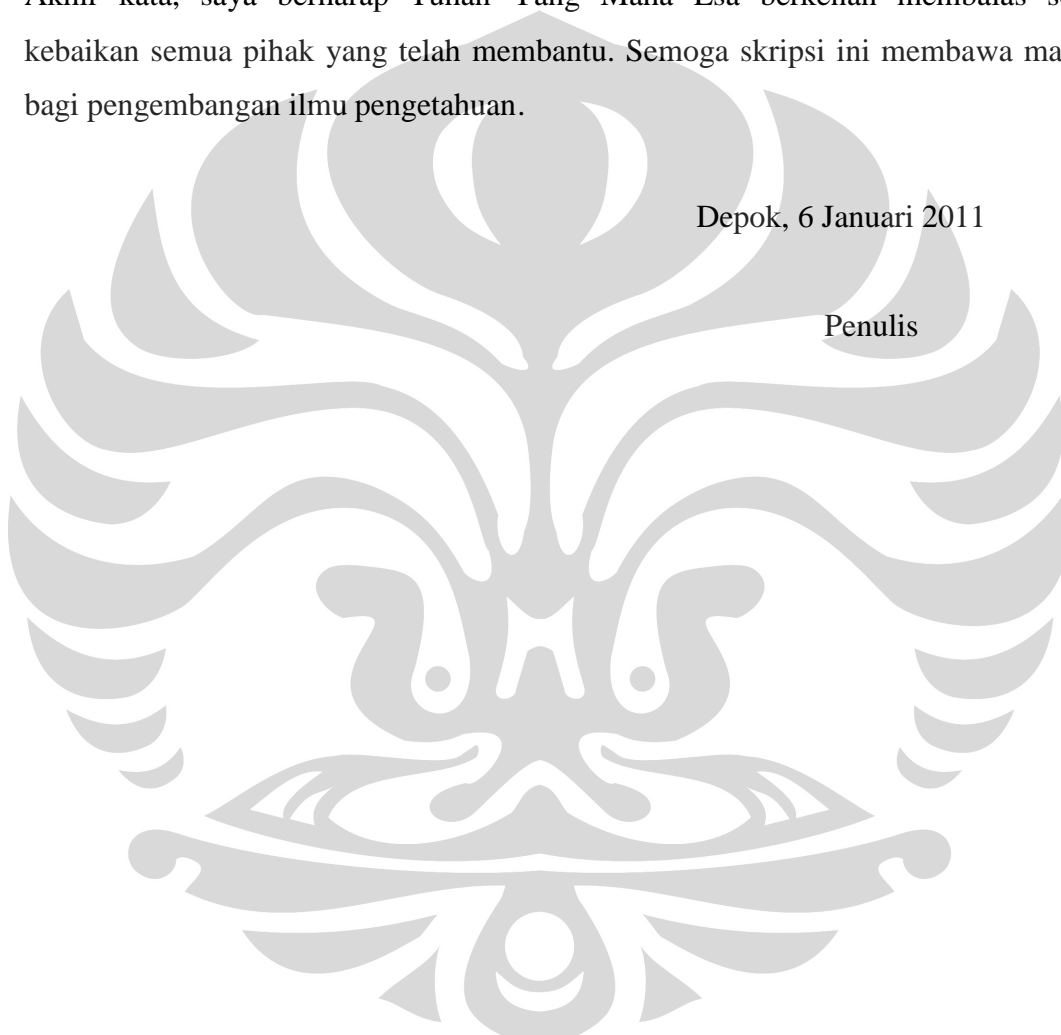 Akhir kata, saya berharap Tuhan Yang Maha Esa berkenan membalas
kebaikan semua pihak yang telah membantu. Semoga skripsi ini membawa
bagi pengembangan ilmu pengetahuan.
Depok, 6 Januari 2011
Penulis